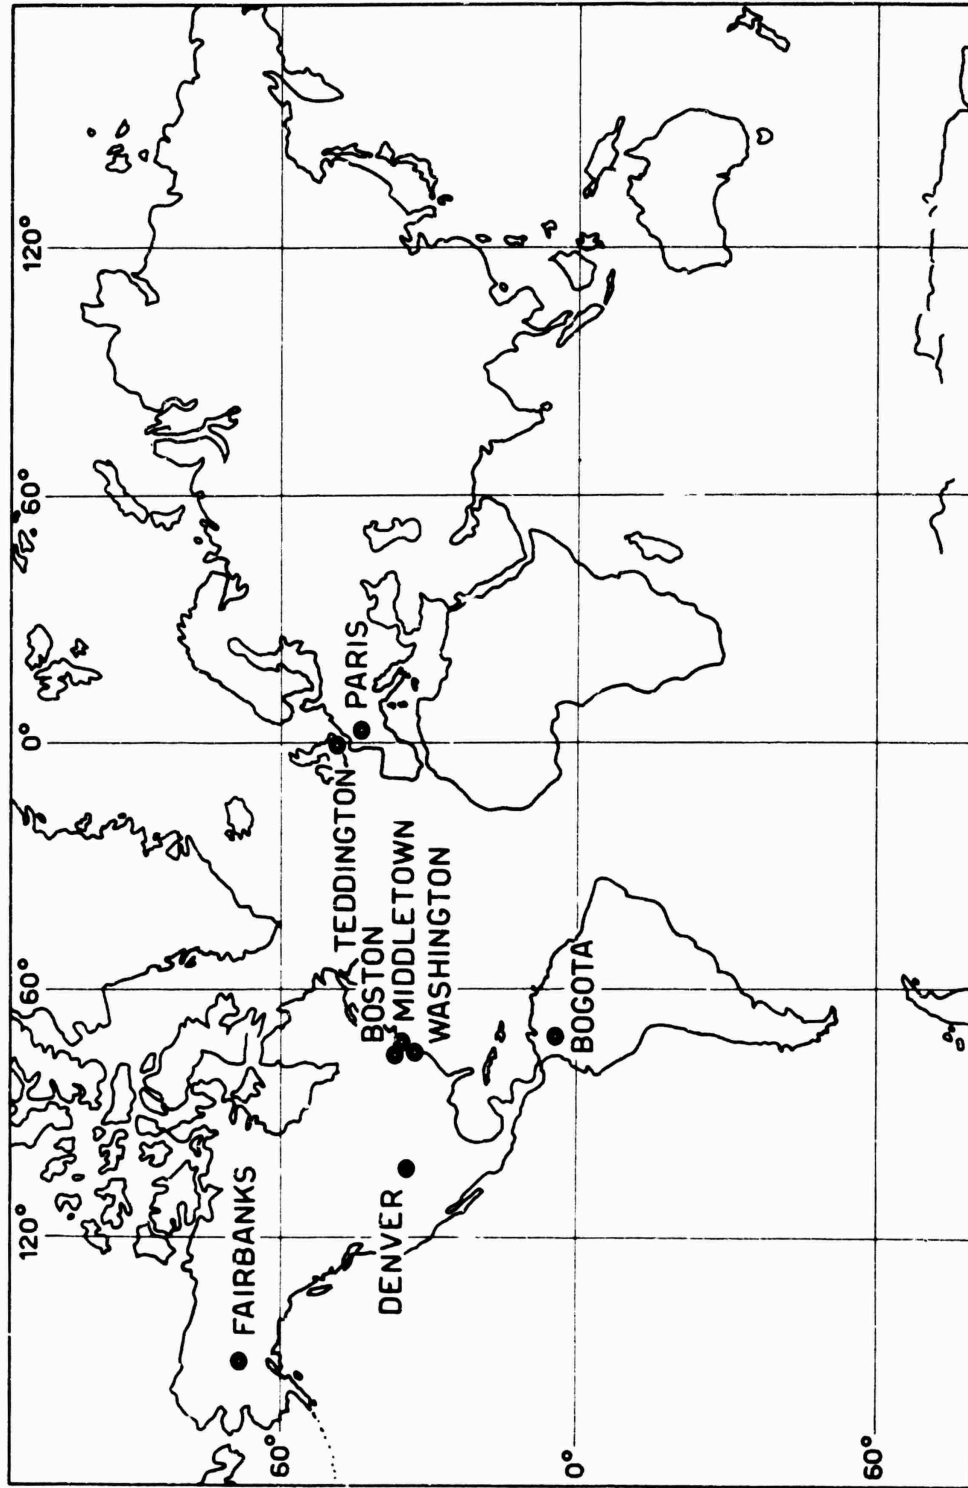 120°
60°
0°
60°
120°
60°
0°
60°
FAIRBANKS
DENVER
BOSTON
MIDDLETOWN
WASHINGTON
TEDDINGTON
PARIS
BOGOTA